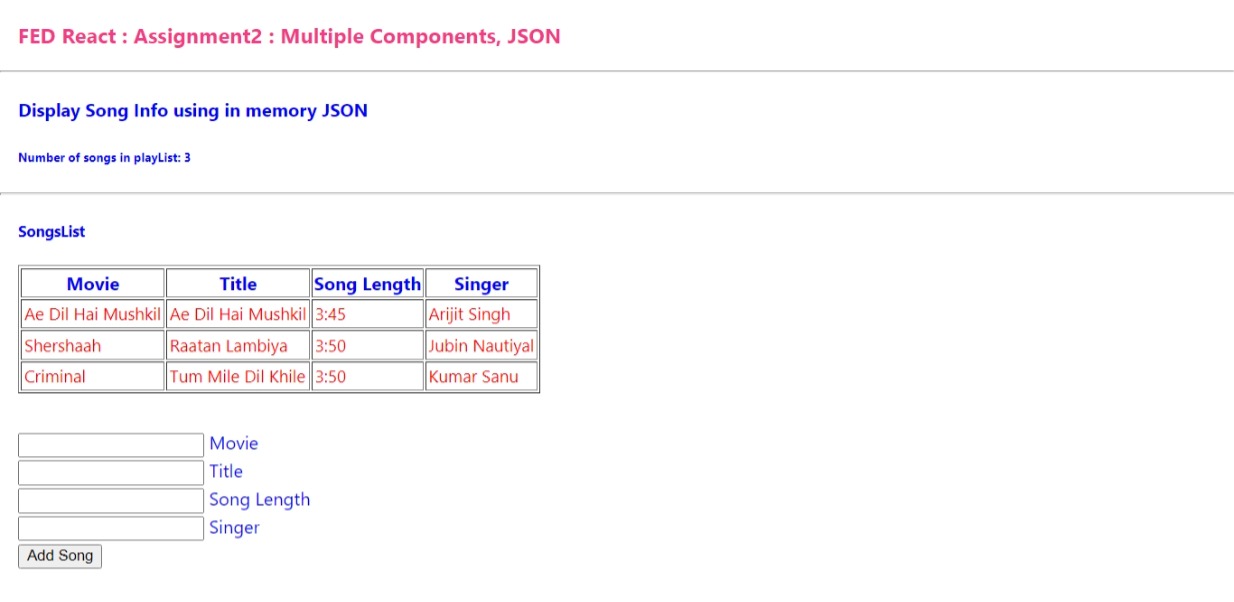 FED React : Assignment2 : Multiple Components, JSON
Display Song Info using in memory JSON
Number of songs in playList: 3
SongsList
Movie Title Song Length Singer
Ae Dil Hai Mushkil Ae Dil Hai Mushkil 3:45 Arijit Singh
Shershaah Raatan Lambiya 3:50 Jubin Nautiyal
Criminal Tum Mile Dil Khile 3:50 Kumar Sanu
Movie
Title
Song Length
Singer
Add Song